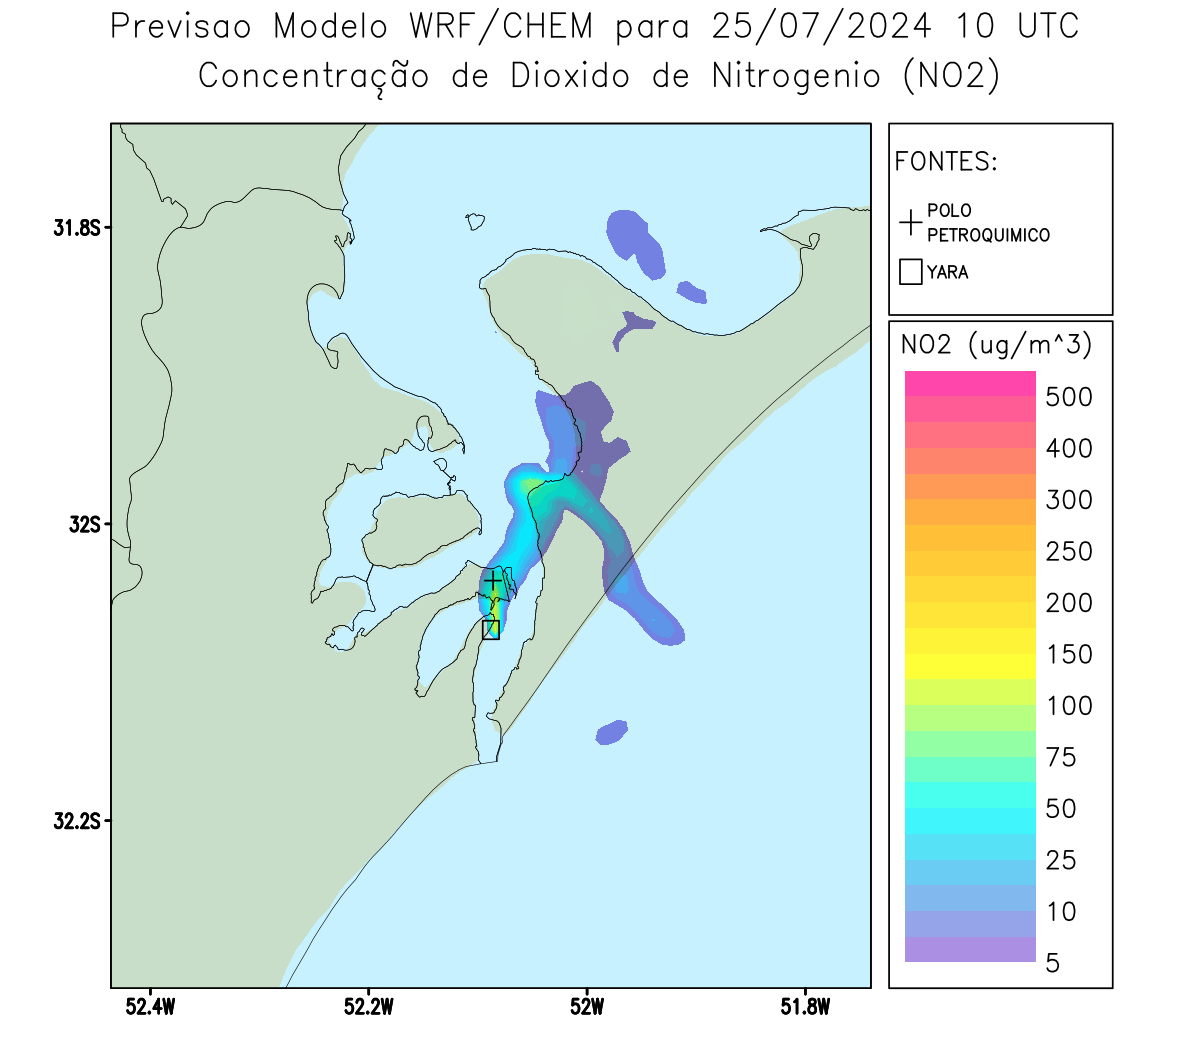 Previsao Modelo WRF/CHEM para 25/07/2024 10 UTC
Concentração de Dioxido de Nitrogenio (NO2)
FONTES:
POLO
PETROQUIMICO
YARA
NO2 (ug/m^3)
500
400
300
250
200
150
100
75
50
25
10
5
31.8S
32S
32.2S
52.4W
52.2W
52W
51.8W